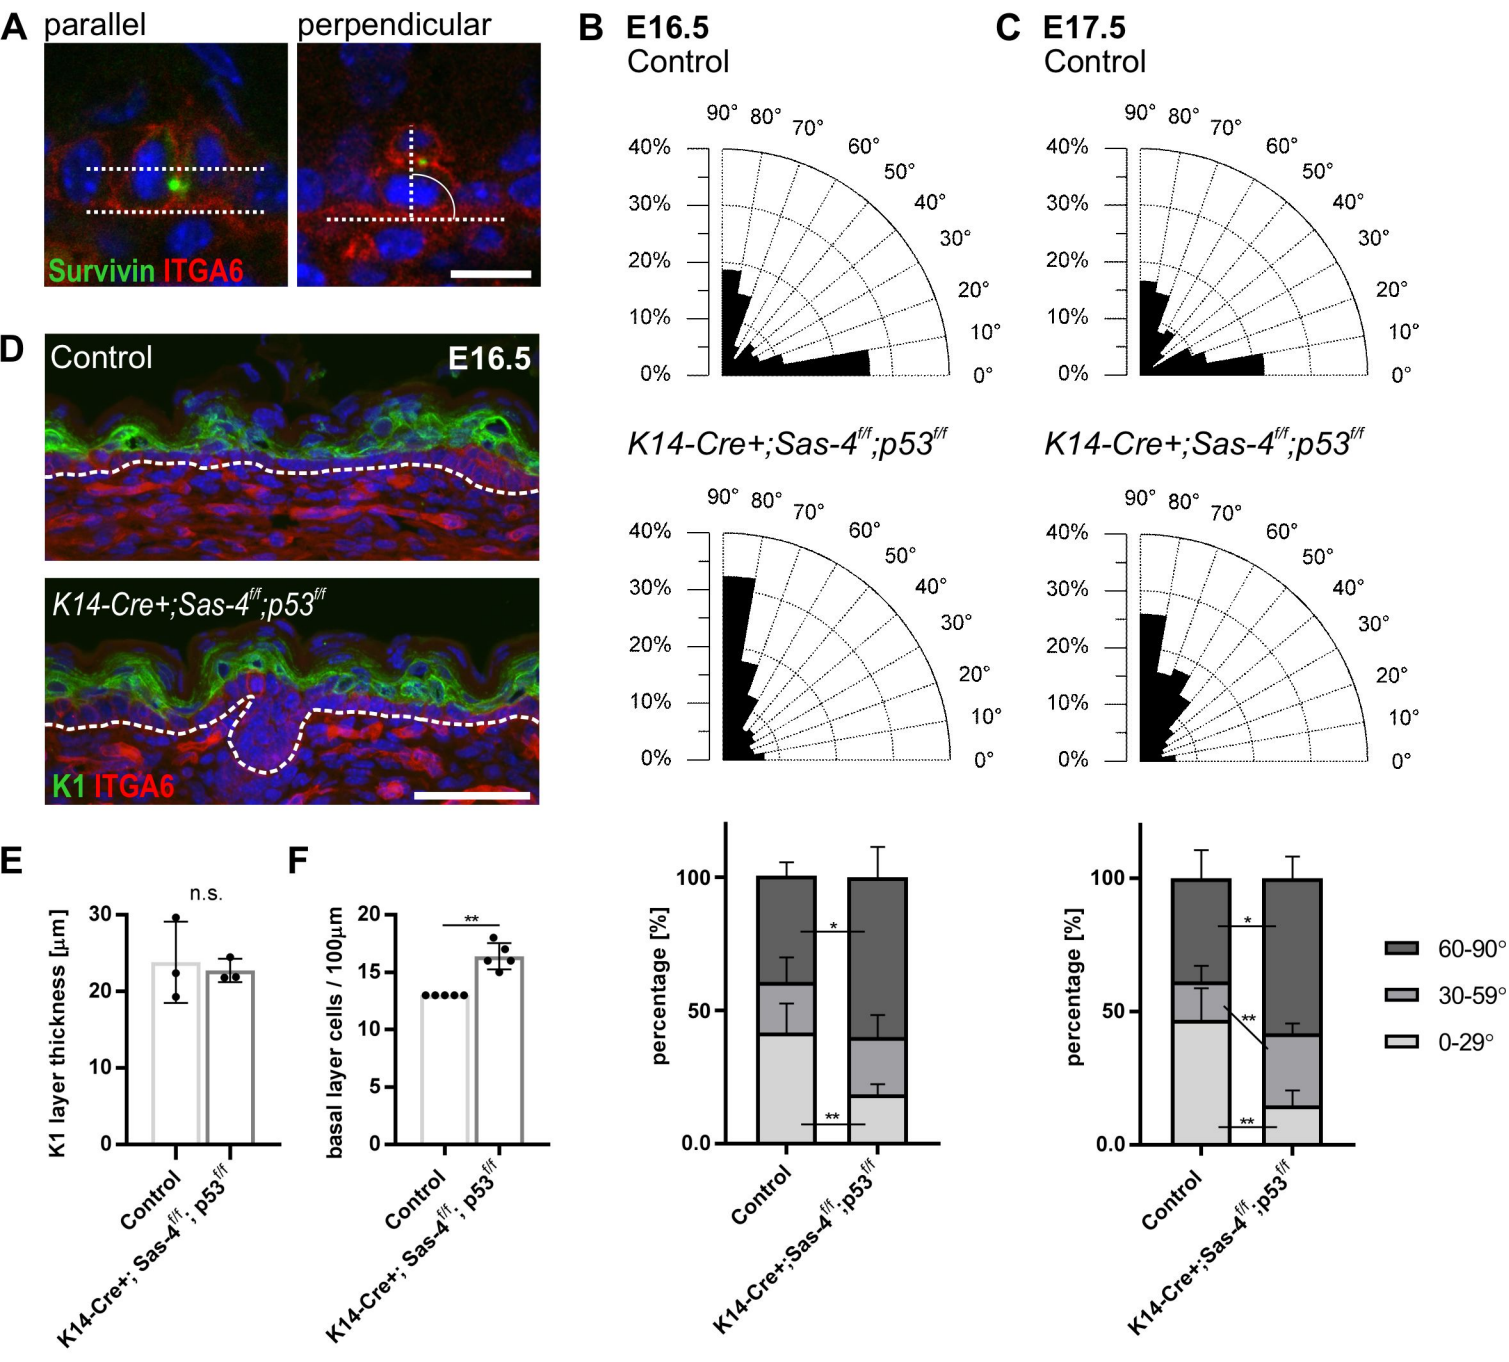 A parallel perpendicular
Survivin ITGA6
B E16.5
Control
90° 80° 70° 60° 50° 40° 30° 20° 10° 0°
40%
30%
20%
10%
0%
K14-Cre+;Sas-4f/f;p53f/f
90° 80° 70° 60° 50° 40° 30° 20° 10° 0°
40%
30%
20%
10%
0%
percentage [%]
100
50
0.0
*
**
Control
K14-Cre+;Sas-4f/f;p53f/f
C E17.5
Control
90° 80° 70° 60° 50° 40° 30° 20° 10° 0°
40%
30%
20%
10%
0%
K14-Cre+;Sas-4f/f;p53f/f
90° 80° 70° 60° 50° 40° 30° 20° 10° 0°
40%
30%
20%
10%
0%
percentage [%]
100
50
0.0
*
**
**
Control
K14-Cre+;Sas-4f/f;p53f/f
60-90°
30-59°
0-29°
D Control E16.5
K14-Cre+;Sas-4f/f;p53f/f
K1 ITGA6
E
n.s.
K1 layer thickness [μm]
30
20
10
0
Control
K14-Cre+; Sas-4f/f; p53f/f
F
**
basal layer cells / 100μm
20
15
10
5
0
Control
K14-Cre+; Sas-4f/f; p53f/f